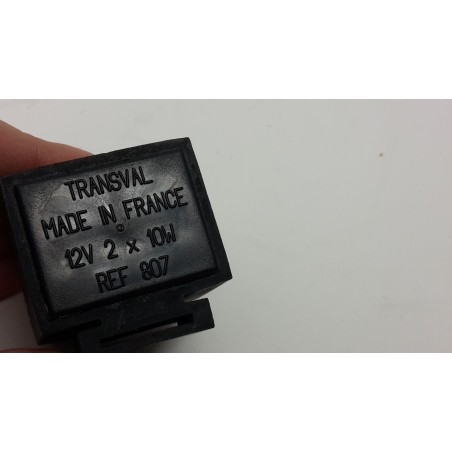 TRANSVAL
MADE IN FRANCE
12V 2 x 10W
REF 807